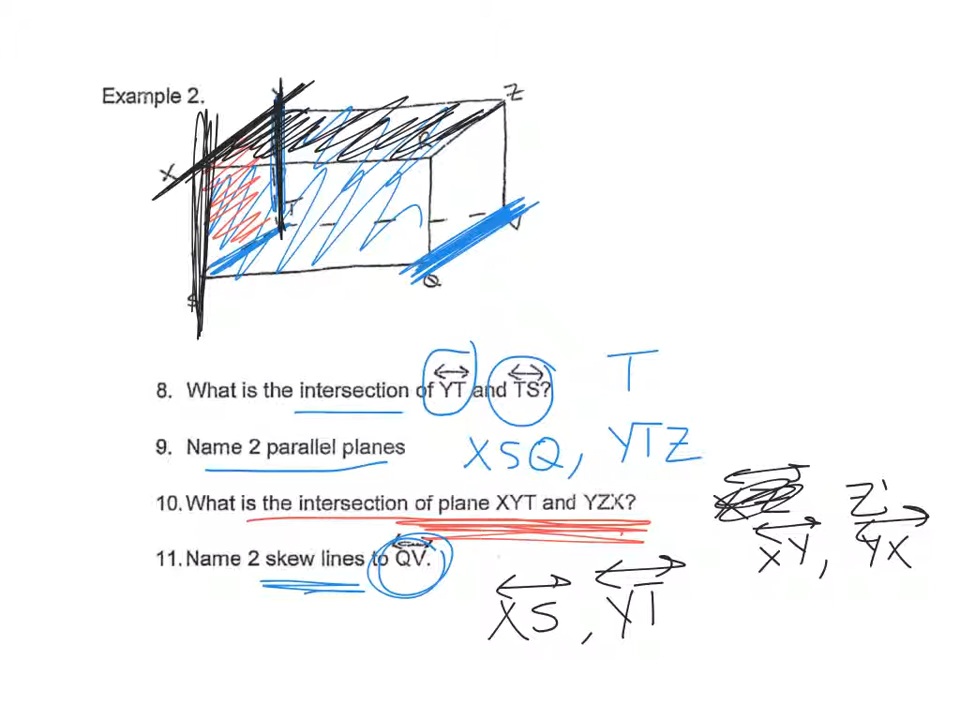 Example 2.
Y
Z
X
R
T
V
S
Q
8. What is the intersection of YT and TS? T
9. Name 2 parallel planes XSQ, YTZ
10. What is the intersection of plane XYT and YZX? XY, YX
11. Name 2 skew lines to QV. XS, YT